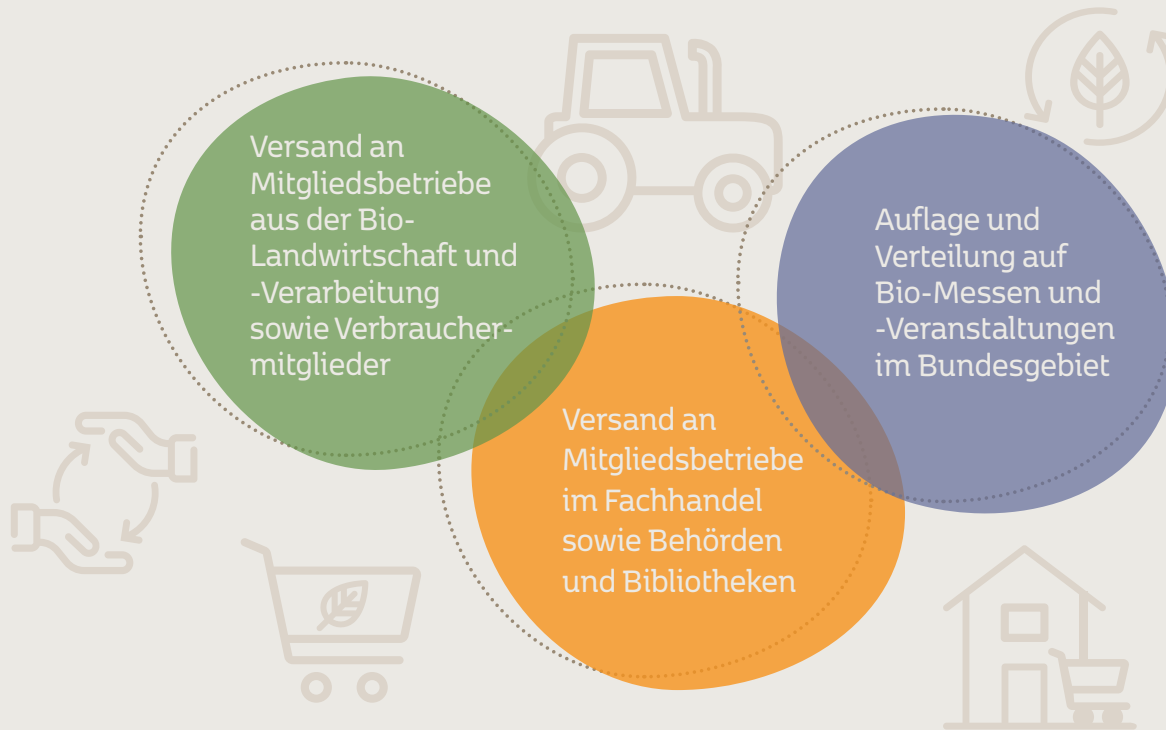 Versand an
Mitgliedsbetriebe
aus der Bio-
Landwirtschaft und
-Verarbeitung
sowie Verbraucher-
mitglieder
Versand an
Mitgliedsbetriebe
im Fachhandel
sowie Behörden
und Bibliotheken
Auflage und
Verteilung auf
Bio-Messen und
-Veranstaltungen
im Bundesgebiet